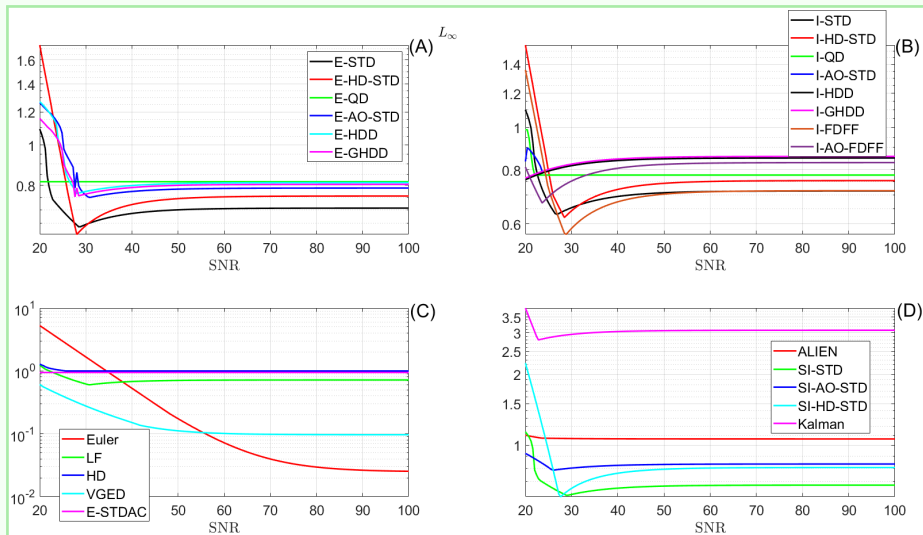 L∞
(A)
1.6
1.4
1.2
1
0.8
E-STD
E-HD-STD
E-QD
E-AO-STD
E-HDD
E-GHDD
20 30 40 50 60 70 80 90 100
SNR
(B)
1.4
1.2
1.0
0.8
0.6
I-STD
I-HD-STD
I-QD
I-AO-STD
I-HDD
I-GHDD
I-FDFF
I-AO-FDFF
20 30 40 50 60 70 80 90 100
SNR
(C)
10^1
10^0
10^-1
10^-2
Euler
LF
HD
VGED
E-STDAC
20 30 40 50 60 70 80 90 100
SNR
(D)
3.5
3
2.5
2
1.5
1
ALIEN
SI-STD
SI-AO-STD
SI-HD-STD
Kalman
20 30 40 50 60 70 80 90 100
SNR